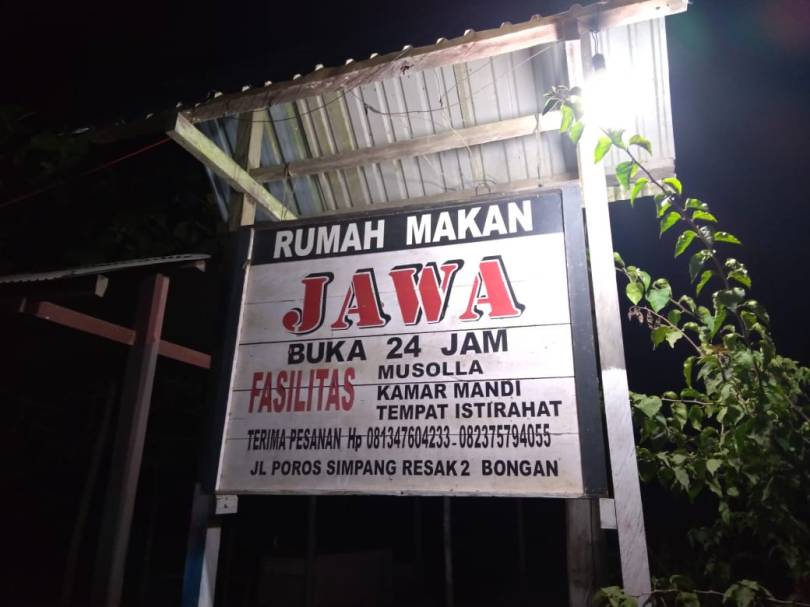 RUMAH MAKAN
JAWA
BUKA 24 JAM
FASILITAS
MUSOLLA
KAMAR MANDI
TEMPAT ISTIRAHAT
TERIMA PESANAN Hp 081347604233-082375794055
JL POROS SIMPANG RESAK 2 BONGAN